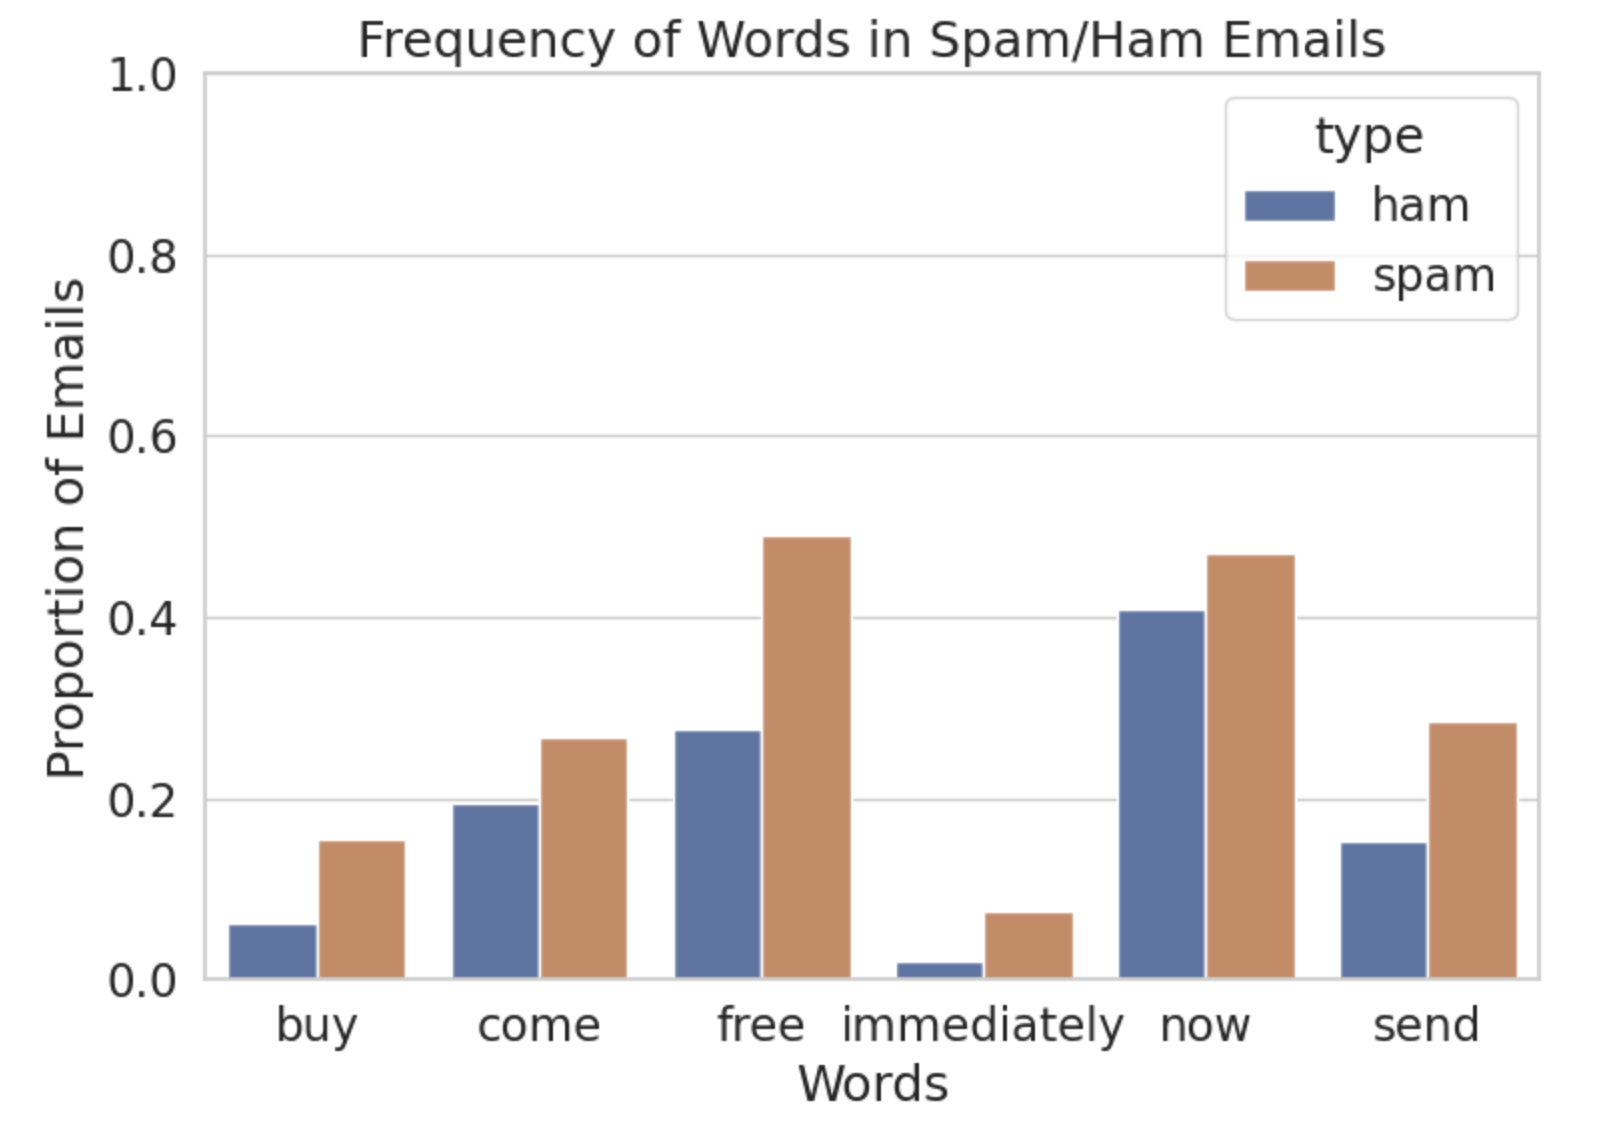 Frequency of Words in Spam/Ham Emails
1.0
0.8
0.6
0.4
0.2
0.0
Proportion of Emails
type
ham
spam
buy come free immediately now send
Words